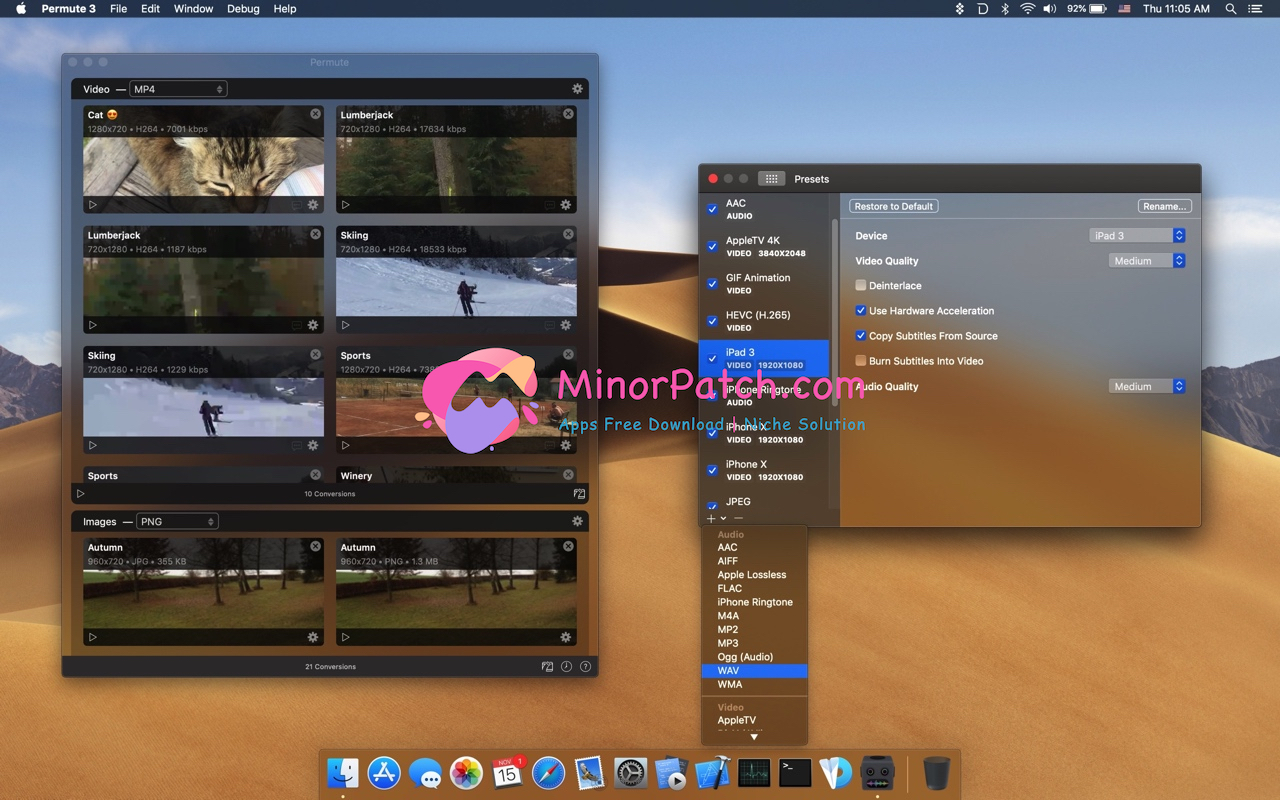 Permute 3 File Edit Window Debug Help
92% Thu 11:05 AM
Permute
Video — MP4
Cat
1280x720 • H264 • 7001 kbps
Lumberjack
720x1280 • H264 • 17634 kbps
Lumberjack
720x1280 • H264 • 1187 kbps
Skiing
720x1280 • H264 • 18533 kbps
Skiing
720x1280 • H264 • 1229 kbps
Sports
1280x720 • H264 •
Sports
Winery
10 Conversions
Images — PNG
Autumn
960x720 • JPG • 355 KB
Autumn
960x720 • PNG • 1.3 MB
21 Conversions
Presets
AAC
AUDIO
AppleTV 4K
VIDEO 3840X2048
GIF Animation
VIDEO
HEVC (H.265)
VIDEO
iPad 3
VIDEO 1920X1080
iPhone Ringtone
AUDIO
iPhone X
VIDEO 1920X1080
iPhone X
VIDEO 1920X1080
JPEG
Restore to Default
Rename...
Device
iPad 3
Video Quality
Medium
Deinterlace
Use Hardware Acceleration
Copy Subtitles From Source
Burn Subtitles Into Video
Audio Quality
Medium
MinorPatch.com
Apps Free Download | Niche Solution
Audio
AAC
AIFF
Apple Lossless
FLAC
iPhone Ringtone
M4A
MP2
MP3
Ogg (Audio)
WAV
WMA
Video
AppleTV
NOV
15
1
>_